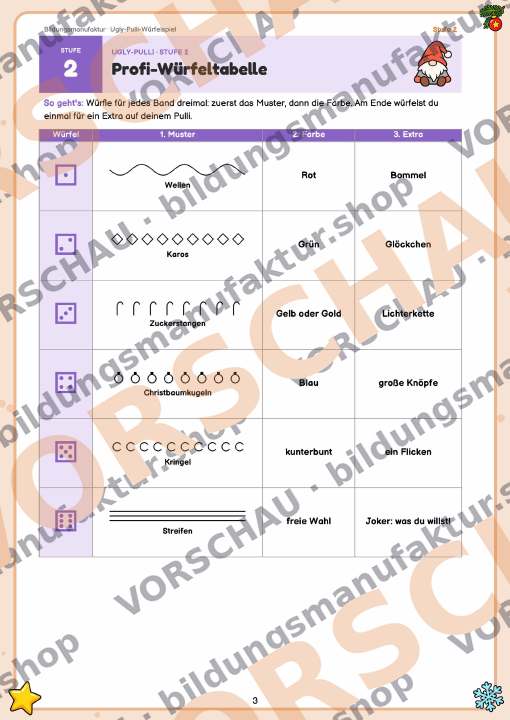 Bildungsmanufaktur · Ugly-Pulli-Würfelspiel
Stufe 2
STUFE
2
UGLY-PULLI · STUFE 2
Profi-Würfeltabelle
So geht's: Würfle für jedes Band dreimal: zuerst das Muster, dann die Farbe. Am Ende würfelst du
einmal für ein Extra auf deinem Pulli.
Würfel 1. Muster 2. Farbe 3. Extra
Wellen Rot Bommel
Karos Grün Glöckchen
Zuckerstangen Gelb oder Gold Lichterkette
Christbaumkugeln Blau große Knöpfe
Kringel kunterbunt ein Flicken
Streifen freie Wahl Joker: was du willst!
3
VORSCHAU · bildungsmanufaktur.shop
VORSCHAU